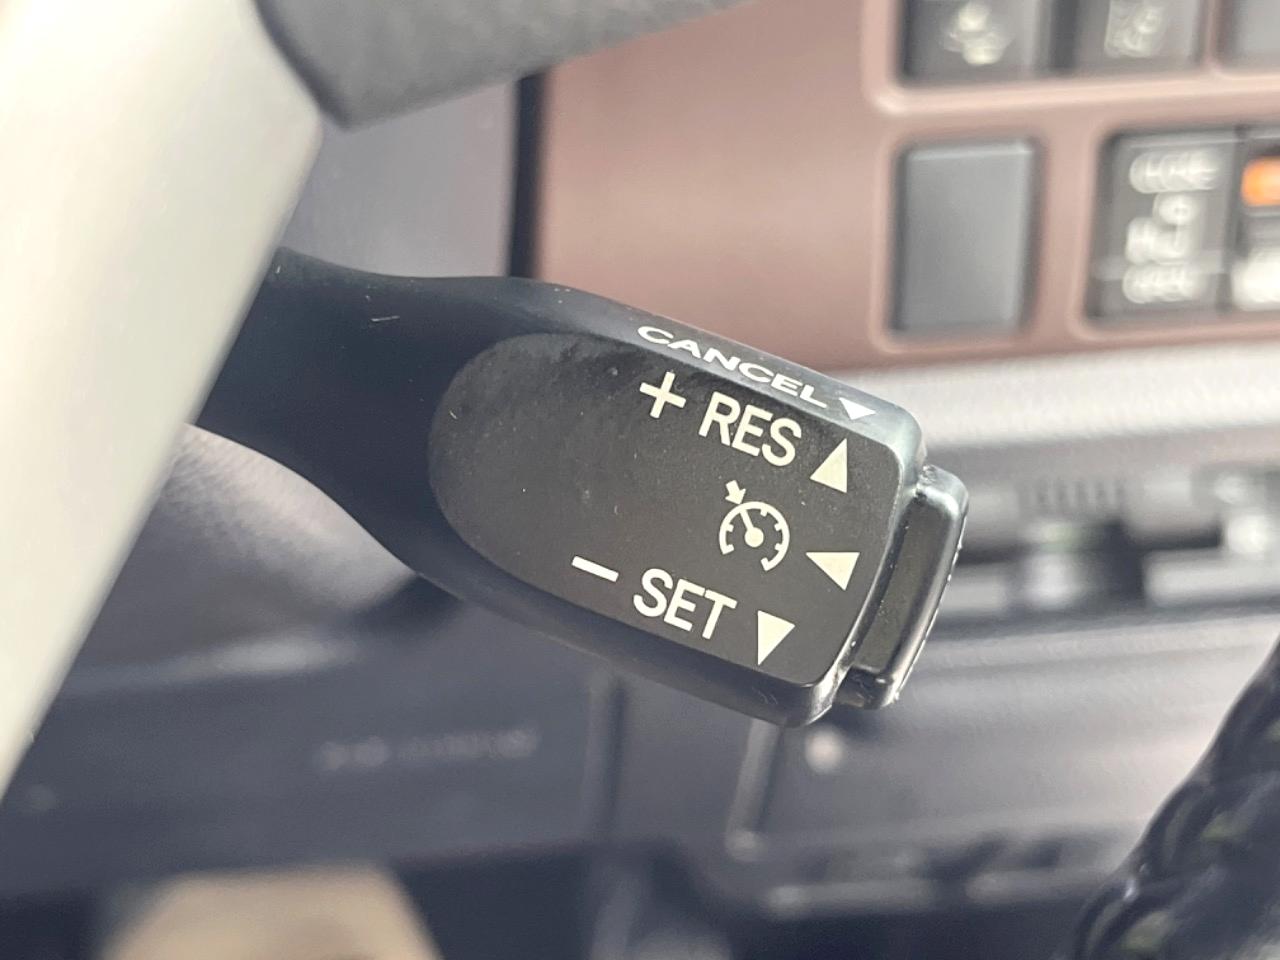 CANCEL▼
+ RES ▲
◀
− SET ▼